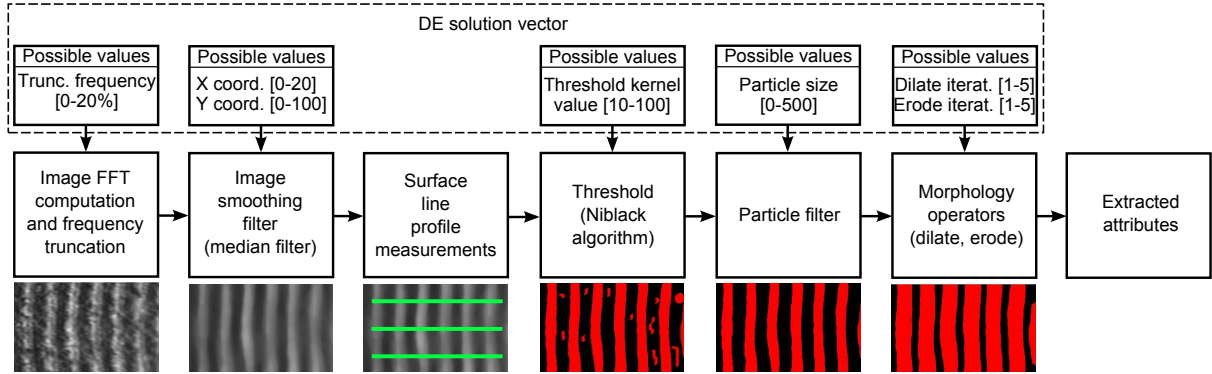 DE solution vector
Possible values
Trunc. frequency
[0-20%]
Possible values
X coord. [0-20]
Y coord. [0-100]
Possible values
Threshold kernel
value [10-100]
Possible values
Particle size
[0-500]
Possible values
Dilate iterat. [1-5]
Erode iterat. [1-5]
Image FFT
computation
and frequency
truncation
Image
smoothing
filter
(median filter)
Surface
line
profile
measurements
Threshold
(Niblack
algorithm)
Particle filter
Morphology
operators
(dilate, erode)
Extracted
attributes